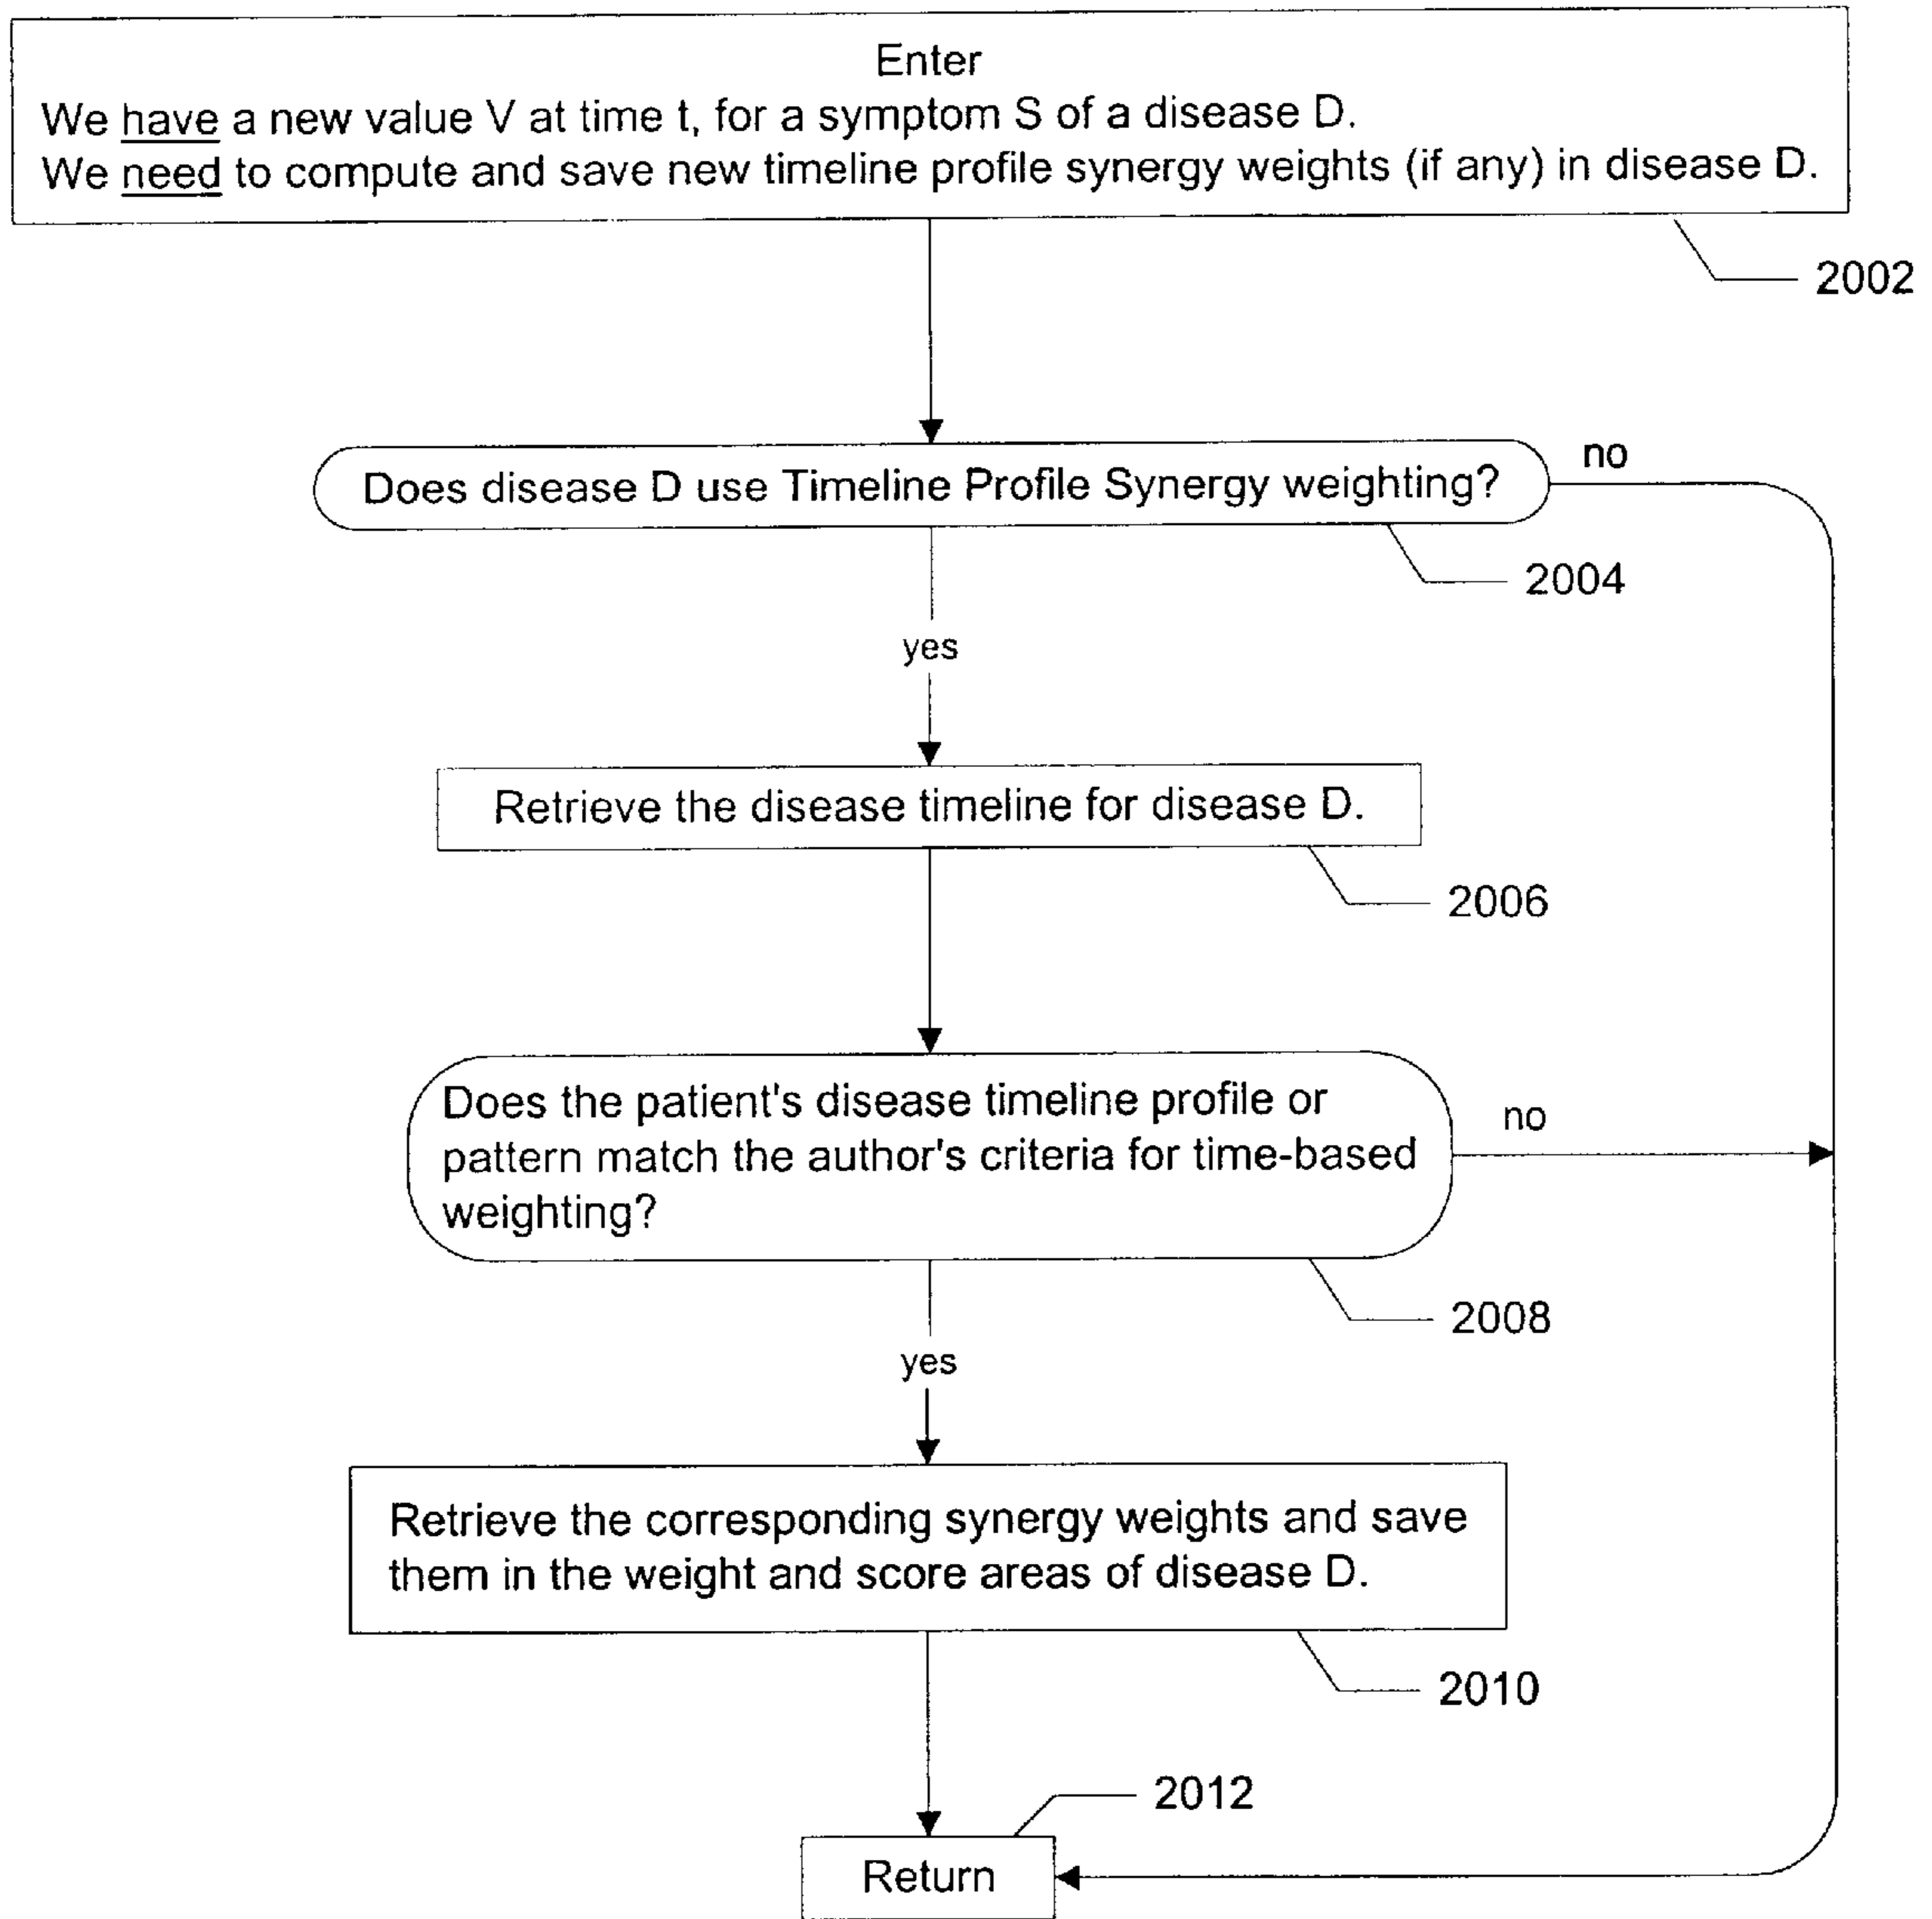 Enter
We have a new value V at time t, for a symptom S of a disease D.
We need to compute and save new timeline profile synergy weights (if any) in disease D.
2002
Does disease D use Timeline Profile Synergy weighting?
no
2004
yes
Retrieve the disease timeline for disease D.
2006
Does the patient's disease timeline profile or
pattern match the author's criteria for time-based
weighting?
no
2008
yes
Retrieve the corresponding synergy weights and save
them in the weight and score areas of disease D.
2010
2012
Return